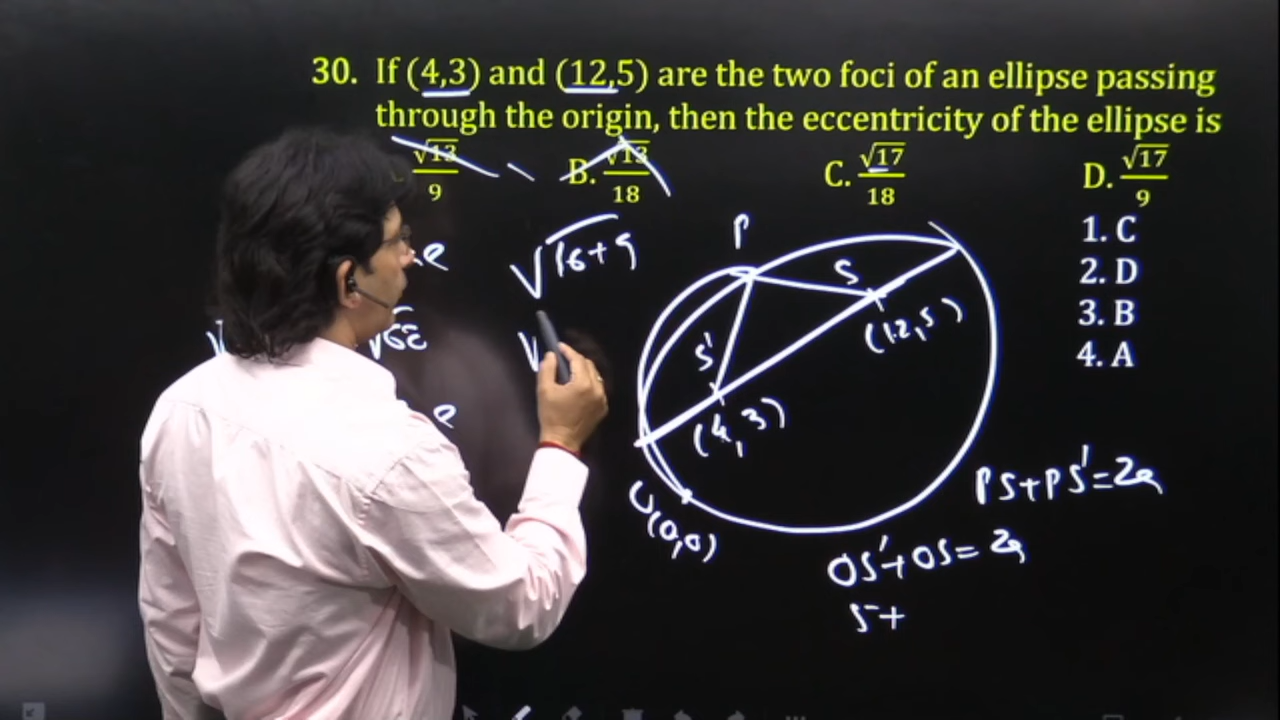 30. If (4,3) and (12,5) are the two foci of an ellipse passing
through the origin, then the eccentricity of the ellipse is
√13/9 B. √13/18 C. √17/18 D. √17/9
1. C
2. D
3. B
4. A
e
√16+9
P
S
(12,5)
S'
(4,3)
O(0,0)
e
PS+PS'=2a
OS'+OS=2a
5+